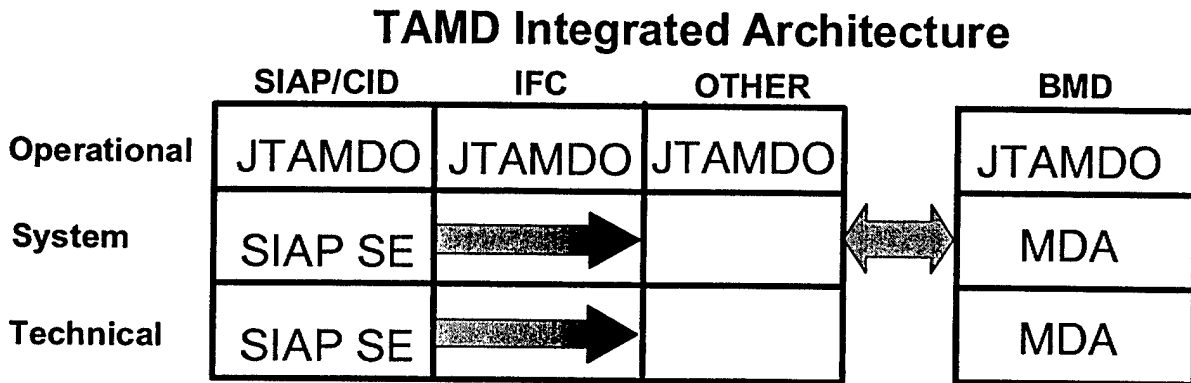 TAMD Integrated Architecture
SIAP/CID IFC OTHER BMD
Operational JTAMDO JTAMDO JTAMDO JTAMDO
System SIAP SE MDA
Technical SIAP SE MDA